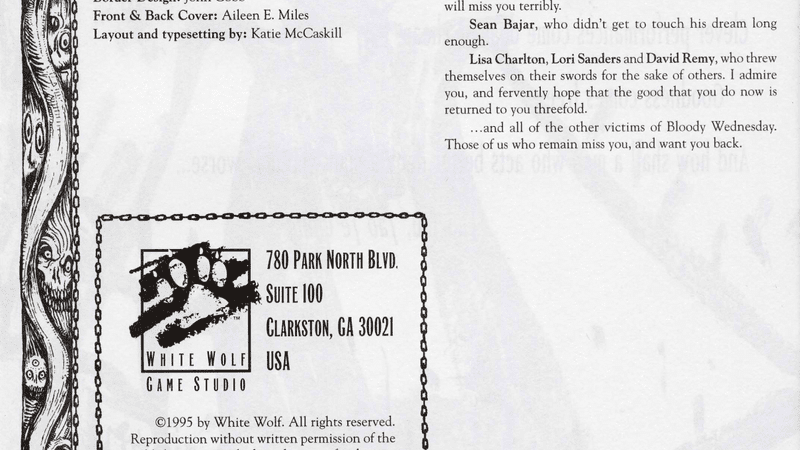 Front & Back Cover: Aileen E. Miles
Layout and typesetting by: Katie McCaskill
will miss you terribly.
Sean Bajar, who didn't get to touch his dream long
enough.
Lisa Charlton, Lori Sanders and David Remy, who threw
themselves on their swords for the sake of others. I admire
you, and fervently hope that the good that you do now is
returned to you threefold.
…and all of the other victims of Bloody Wednesday.
Those of us who remain miss you, and want you back.
WHITE WOLF
GAME STUDIO
™
780 PARK NORTH BLVD.
SUITE 100
CLARKSTON, GA 30021
USA
©1995 by White Wolf. All rights reserved.
Reproduction without written permission of the